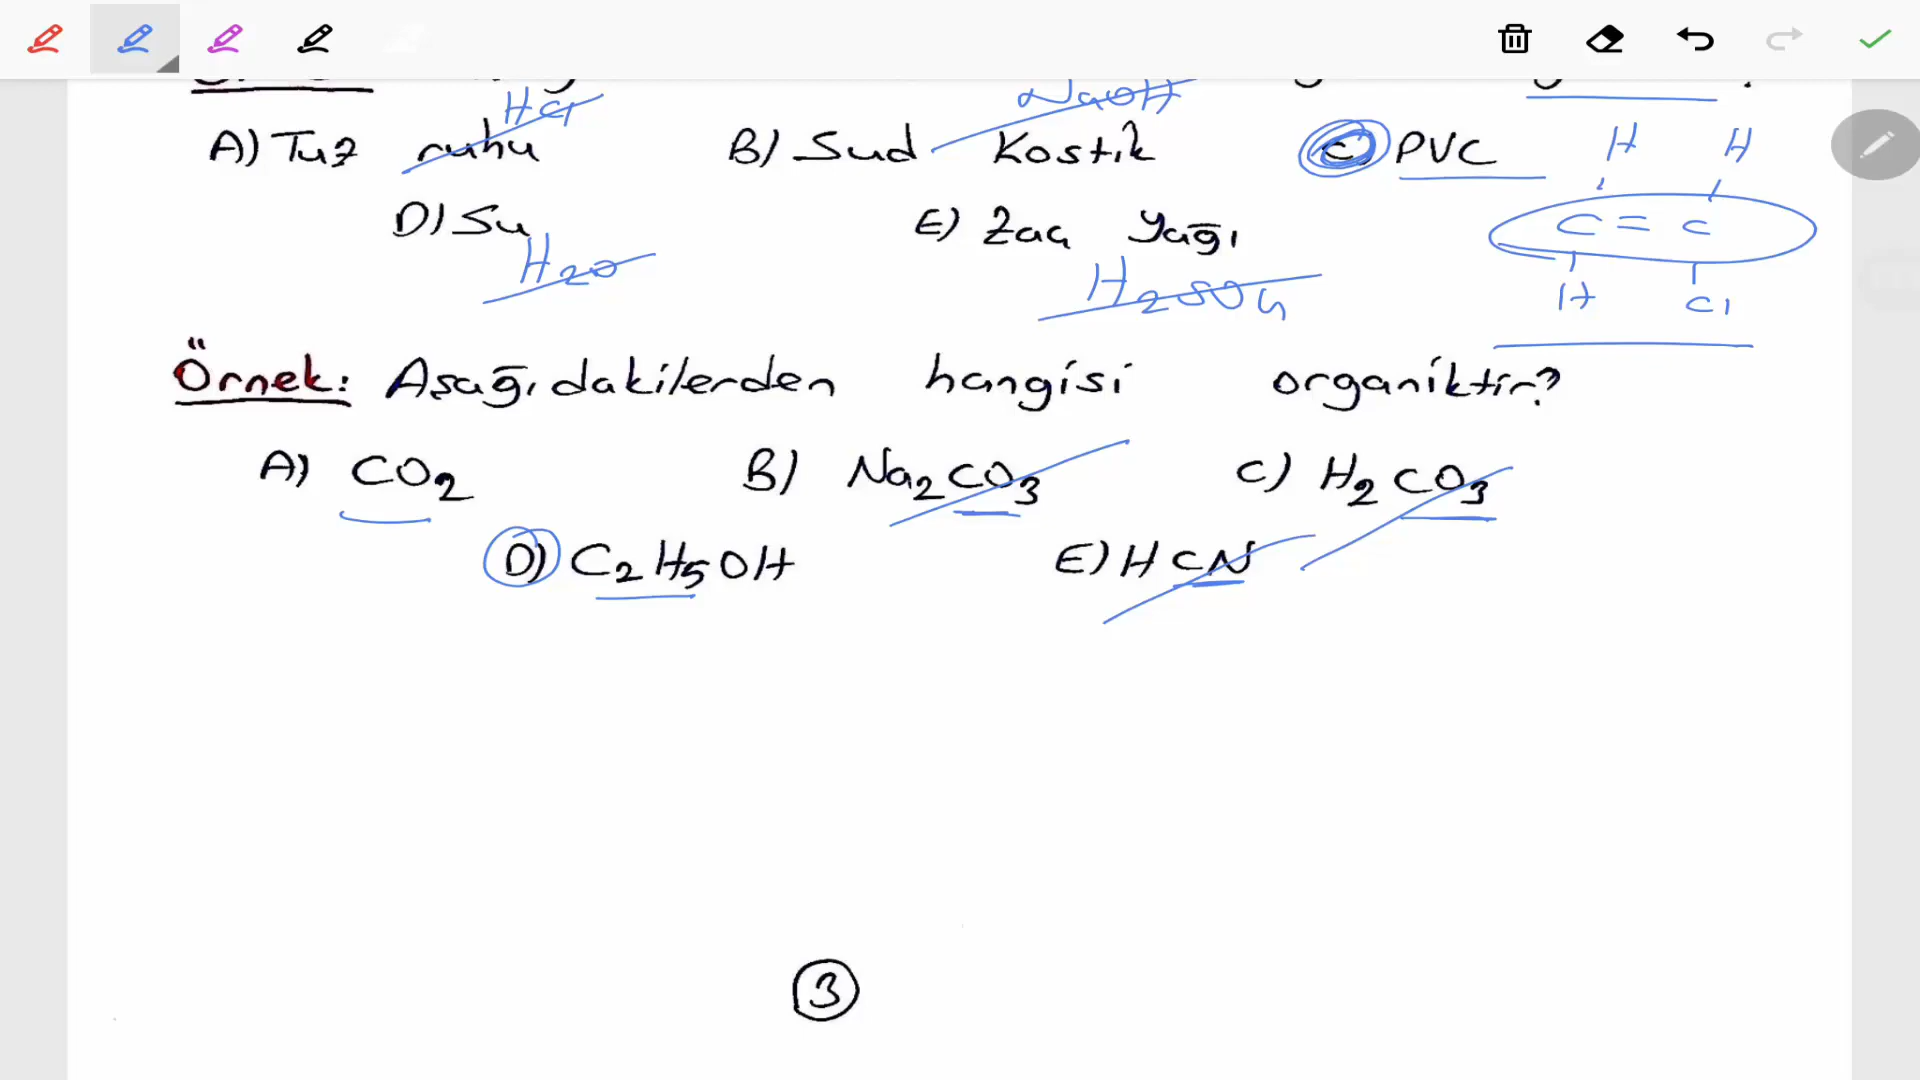 HCl NaOH
A) Tuz ruhu B) Sud Kostik C) PVC H H
D) Su E) Zaç Yağı C = C
H2O H2SO4 H Cl
Örnek: Aşağıdakilerden hangisi organiktir?
A) CO2 B) Na2CO3 C) H2CO3
D) C2H5OH E) HCN
3